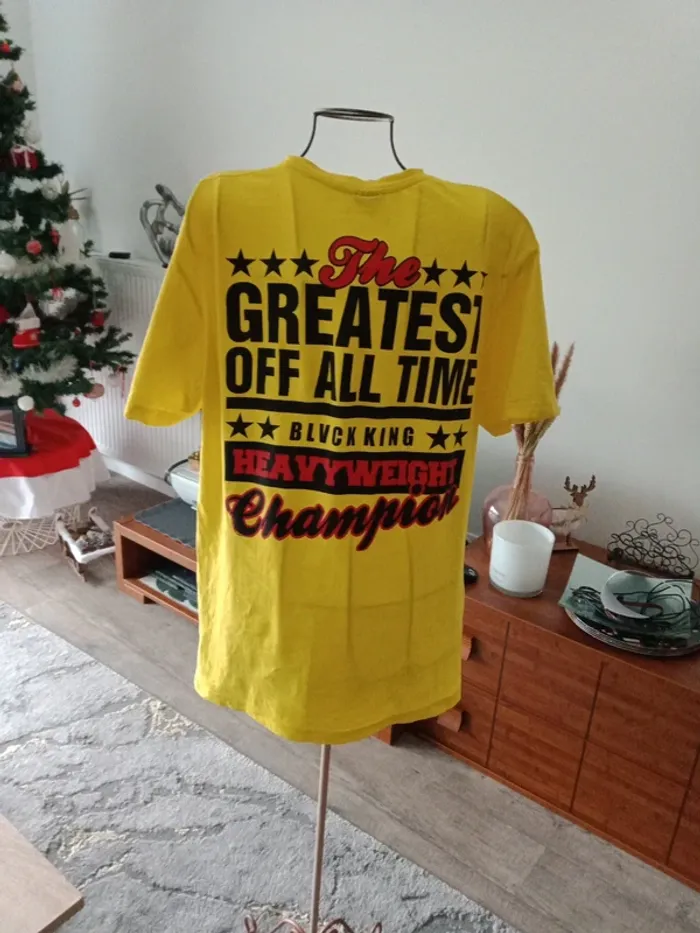 The
GREATEST
OFF ALL TIME
BLVCK KING
HEAVYWEIGHT
Champion